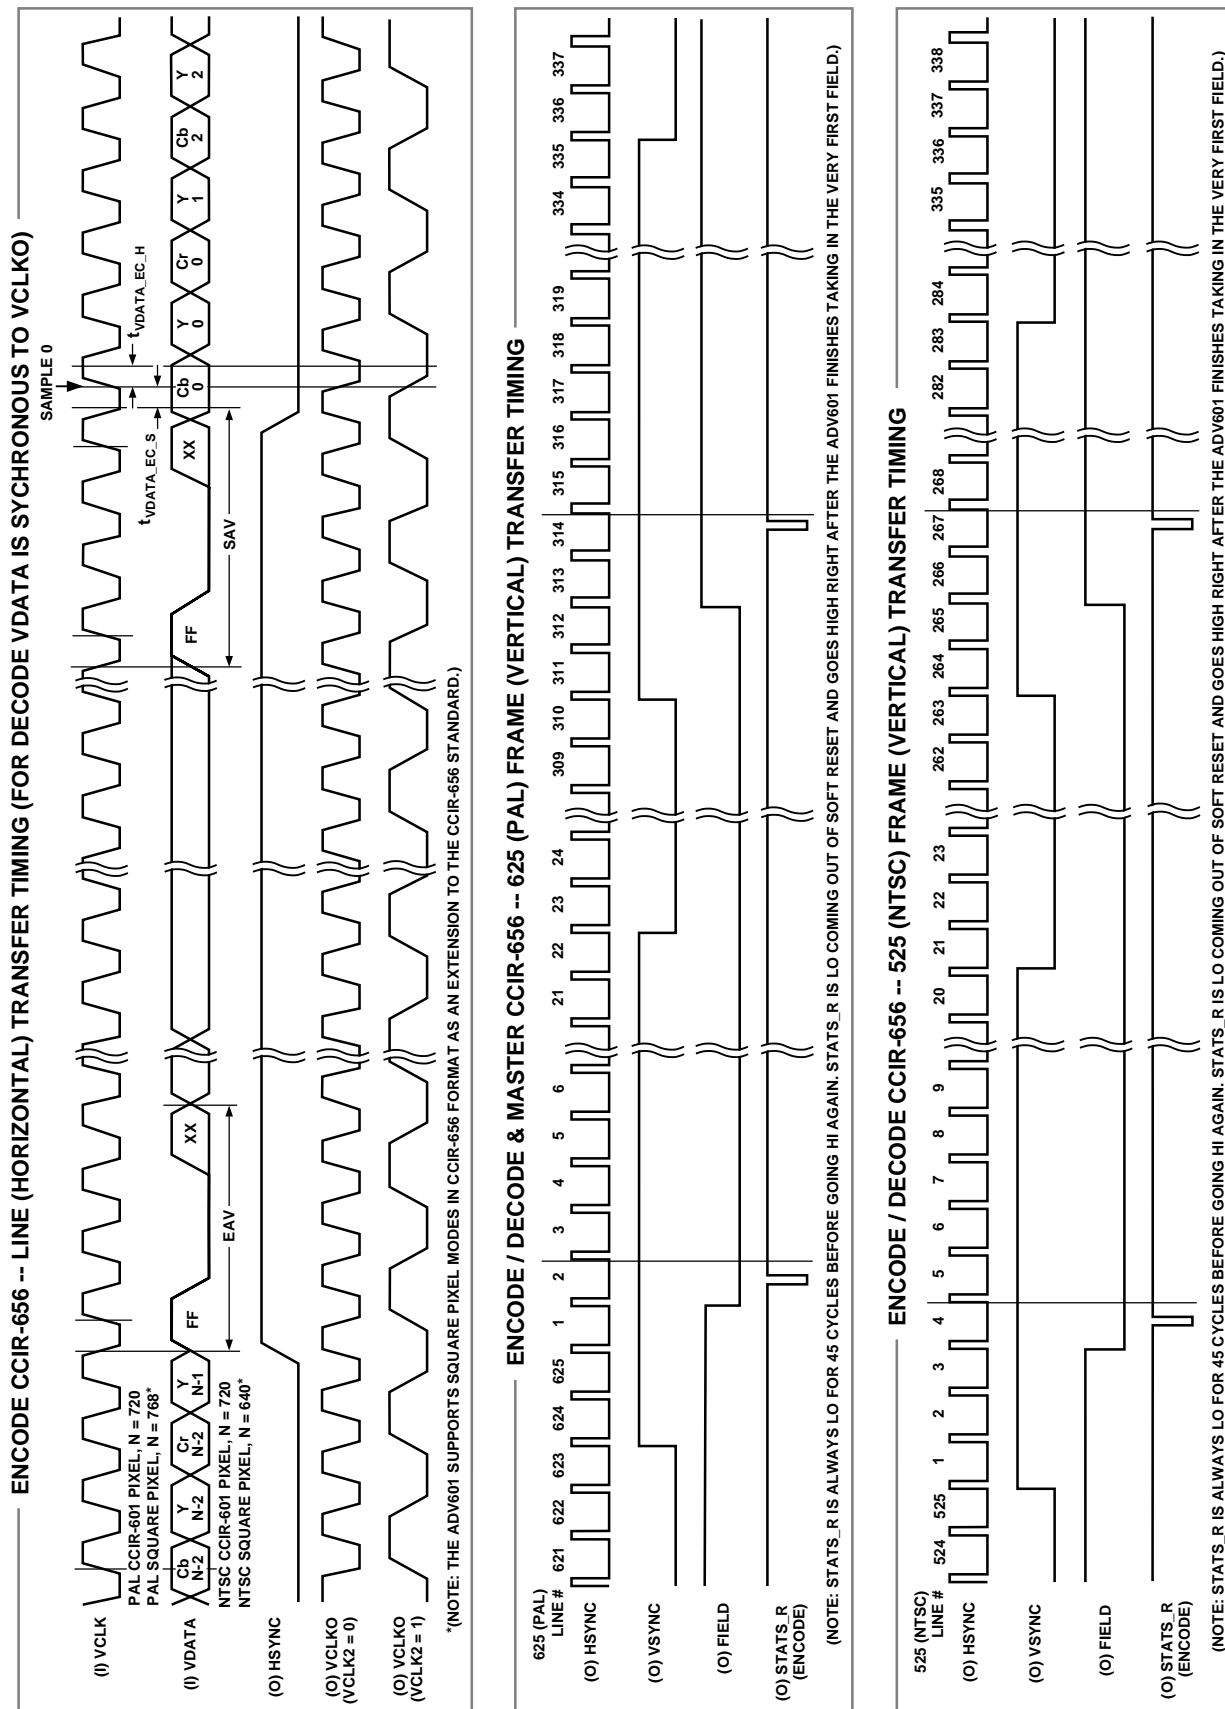 ENCODE CCIR-656 -- LINE (HORIZONTAL) TRANSFER TIMING (FOR DECODE VDATA IS SYCHRONOUS TO VCLKO)
SAMPLE 0
(I) VCLK
tVDATA_EC_S
tVDATA_EC_H
PAL CCIR-601 PIXEL, N = 720
PAL SQUARE PIXEL, N = 768*
(I) VDATA
Cb N-2
Y N-2
Cr N-2
Y N-1
FF
XX
FF
XX
Cb 0
Y 0
Cr 0
Y 1
Cb 2
Y 2
NTSC CCIR-601 PIXEL, N = 720
NTSC SQUARE PIXEL, N = 640*
EAV
SAV
(O) HSYNC
(O) VCLKO
(VCLK2 = 0)
(O) VCLKO
(VCLK2 = 1)
*(NOTE: THE ADV601 SUPPORTS SQUARE PIXEL MODES IN CCIR-656 FORMAT AS AN EXTENSION TO THE CCIR-656 STANDARD.)
ENCODE / DECODE & MASTER CCIR-656 -- 625 (PAL) FRAME (VERTICAL) TRANSFER TIMING
625 (PAL)
LINE #
621 622 623 624 625 1 2 3 4 5 6 21 22 23 24 309 310 311 312 313 314 315 316 317 318 319 334 335 336 337
(O) HSYNC
(O) VSYNC
(O) FIELD
(O) STATS_R
(ENCODE)
(NOTE: STATS_R IS ALWAYS LO FOR 45 CYCLES BEFORE GOING HI AGAIN. STATS_R IS LO COMING OUT OF SOFT RESET AND GOES HIGH RIGHT AFTER THE ADV601 FINISHES TAKING IN THE VERY FIRST FIELD.)
ENCODE / DECODE CCIR-656 -- 525 (NTSC) FRAME (VERTICAL) TRANSFER TIMING
525 (NTSC)
LINE #
524 525 1 2 3 4 5 6 7 8 9 20 21 22 23 262 263 264 265 266 267 268 282 283 284 335 336 337 338
(O) HSYNC
(O) VSYNC
(O) FIELD
(O) STATS_R
(ENCODE)
(NOTE: STATS_R IS ALWAYS LO FOR 45 CYCLES BEFORE GOING HI AGAIN. STATS_R IS LO COMING OUT OF SOFT RESET AND GOES HIGH RIGHT AFTER THE ADV601 FINISHES TAKING IN THE VERY FIRST FIELD.)